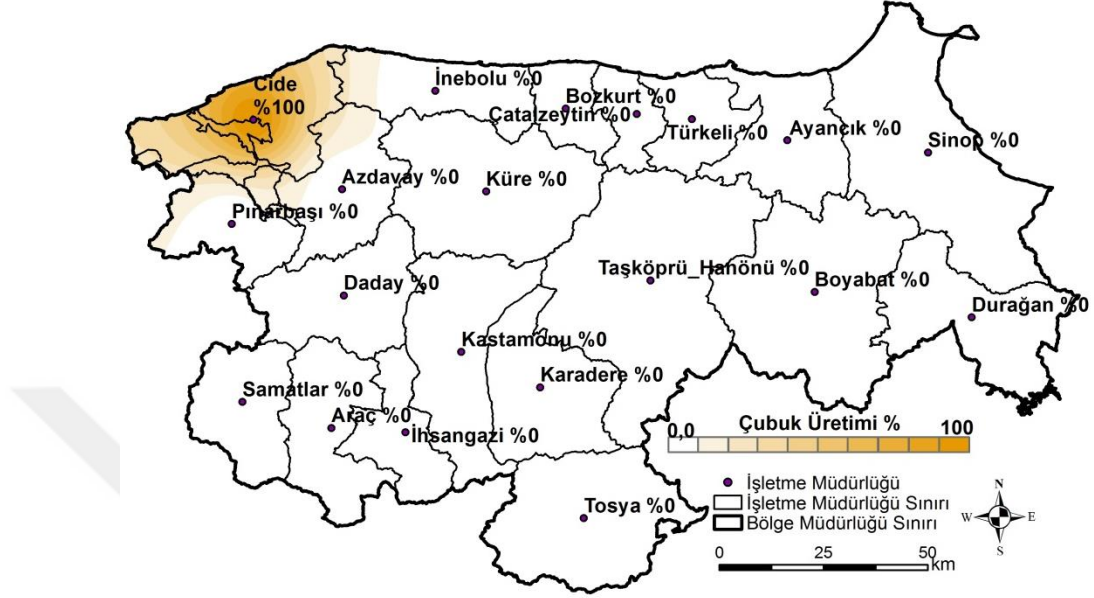 Cide
%100
İnebolu %0
Bozkurt %0
Çatalzeytin %0
Türkeli %0
Ayancık %0
Sinop %0
Azdavay %0
Küre %0
Pınarbaşı %0
Taşköprü_Hanönü %0
Boyabat %0
Daday %0
Durağan %0
Kastamonu %0
Karadere %0
Samatlar %0
Araç %0
İhsangazi %0
Tosya %0
Çubuk Üretimi %
0,0
100
İşletme Müdürlüğü
İşletme Müdürlüğü Sınırı
Bölge Müdürlüğü Sınırı
N
W
E
S
0 25 50
km